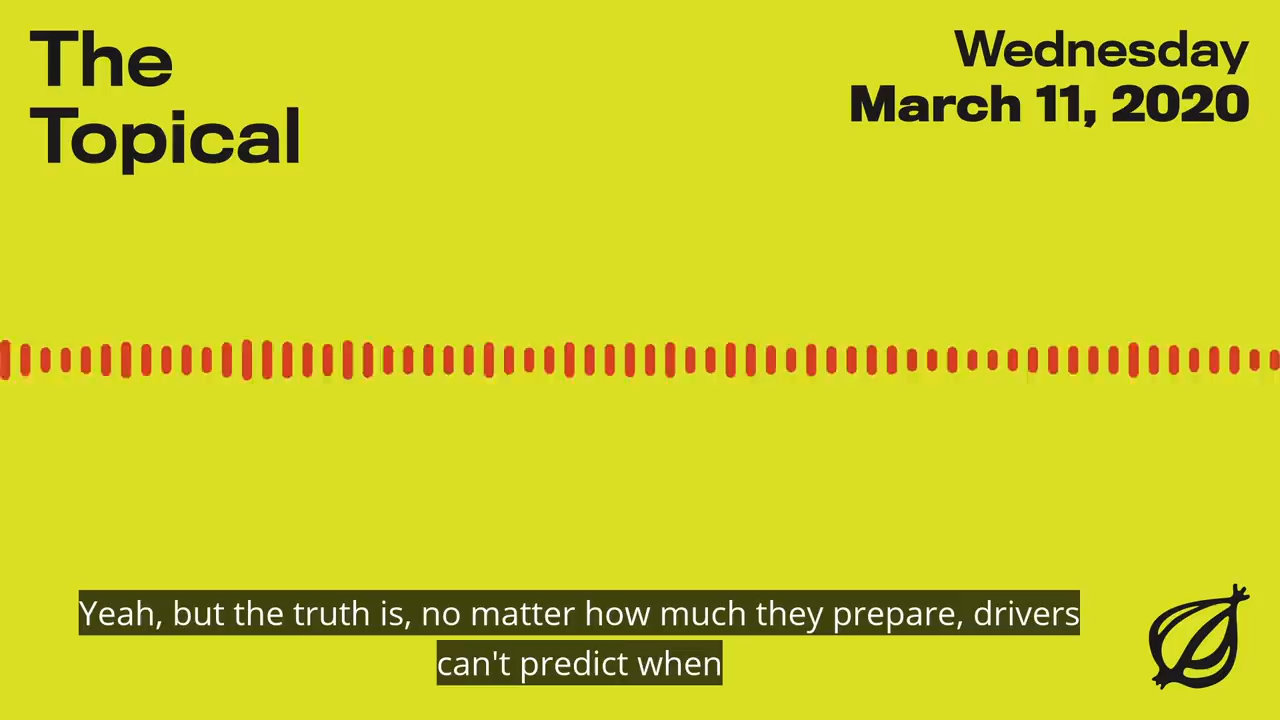 The
Topical
Wednesday
March 11, 2020
Yeah, but the truth is, no matter how much they prepare, drivers
can't predict when